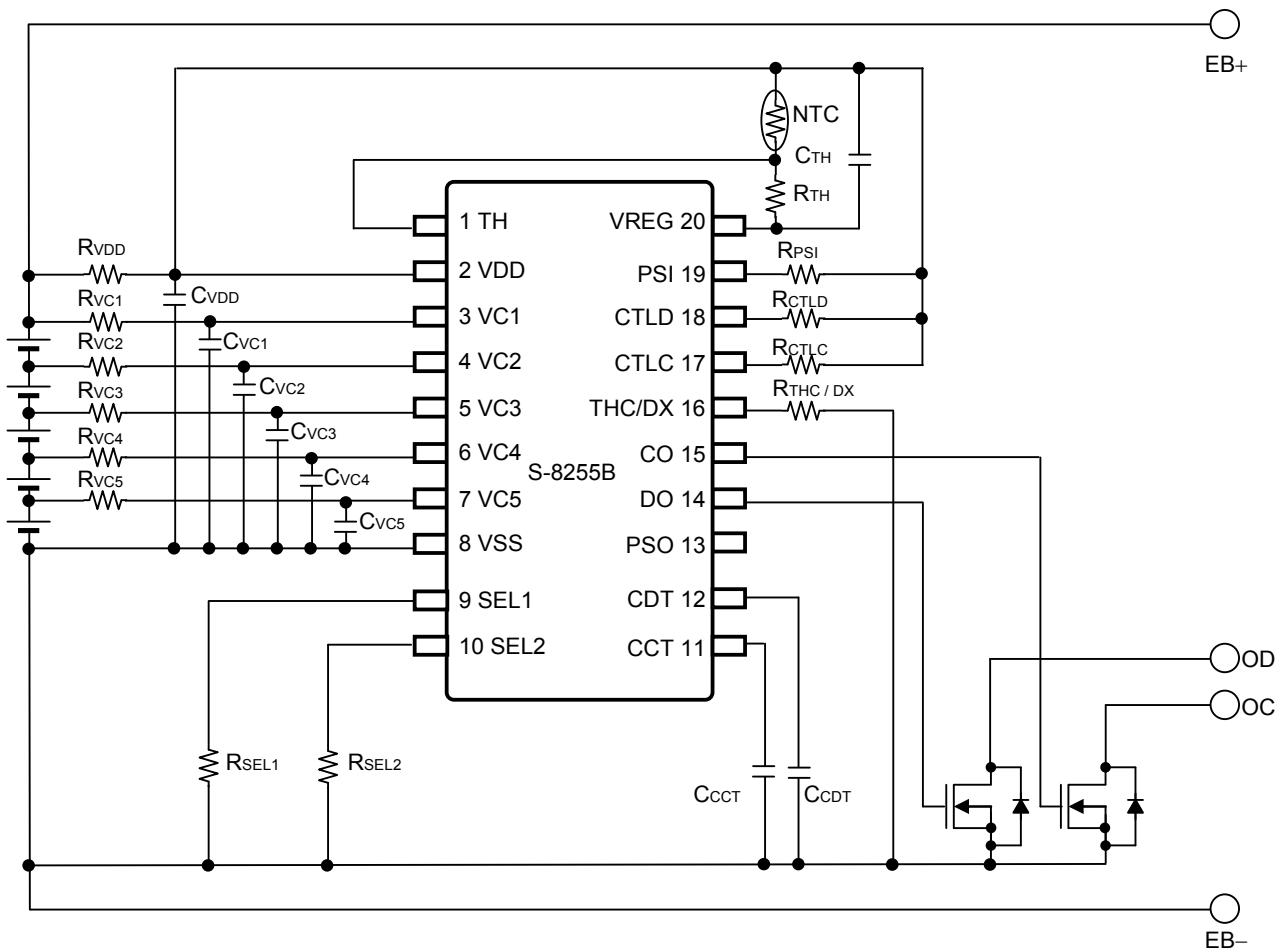 EB+
NTC
CTH
RTH
1 TH
VREG 20
RVDD
2 VDD
PSI 19
RPSI
CVDD
RVC1
3 VC1
CTLD 18
RCTLD
CVC1
RVC2
4 VC2
CTLC 17
RCTLC
CVC2
RVC3
5 VC3
THC/DX 16
RTHC / DX
CVC3
RVC4
6 VC4
CO 15
S-8255B
CVC4
RVC5
7 VC5
DO 14
CVC5
8 VSS
PSO 13
9 SEL1
CDT 12
10 SEL2
CCT 11
OD
OC
RSEL1
RSEL2
CCCT
CCDT
EB−